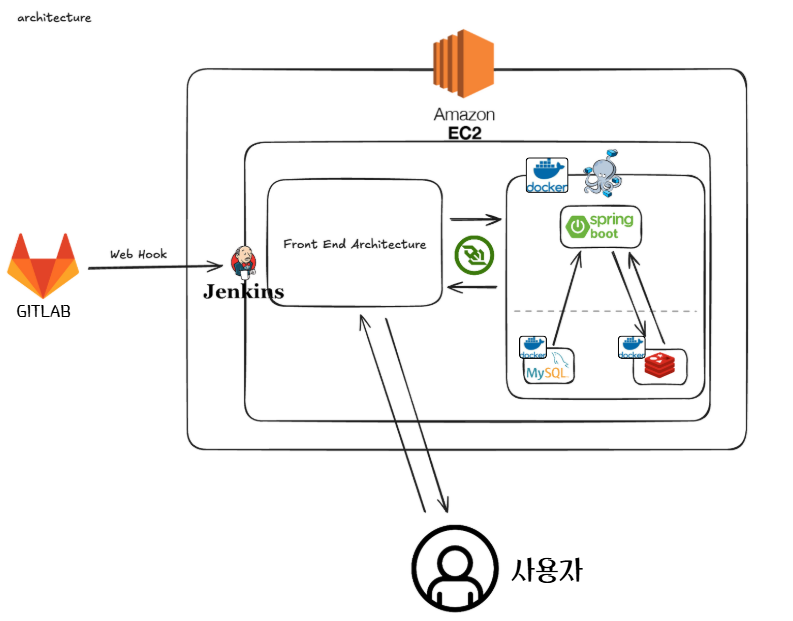 architecture
Amazon
EC2
docker
spring
boot
Front End Architecture
Web Hook
Jenkins
GITLAB
docker
MySQL
docker
사용자